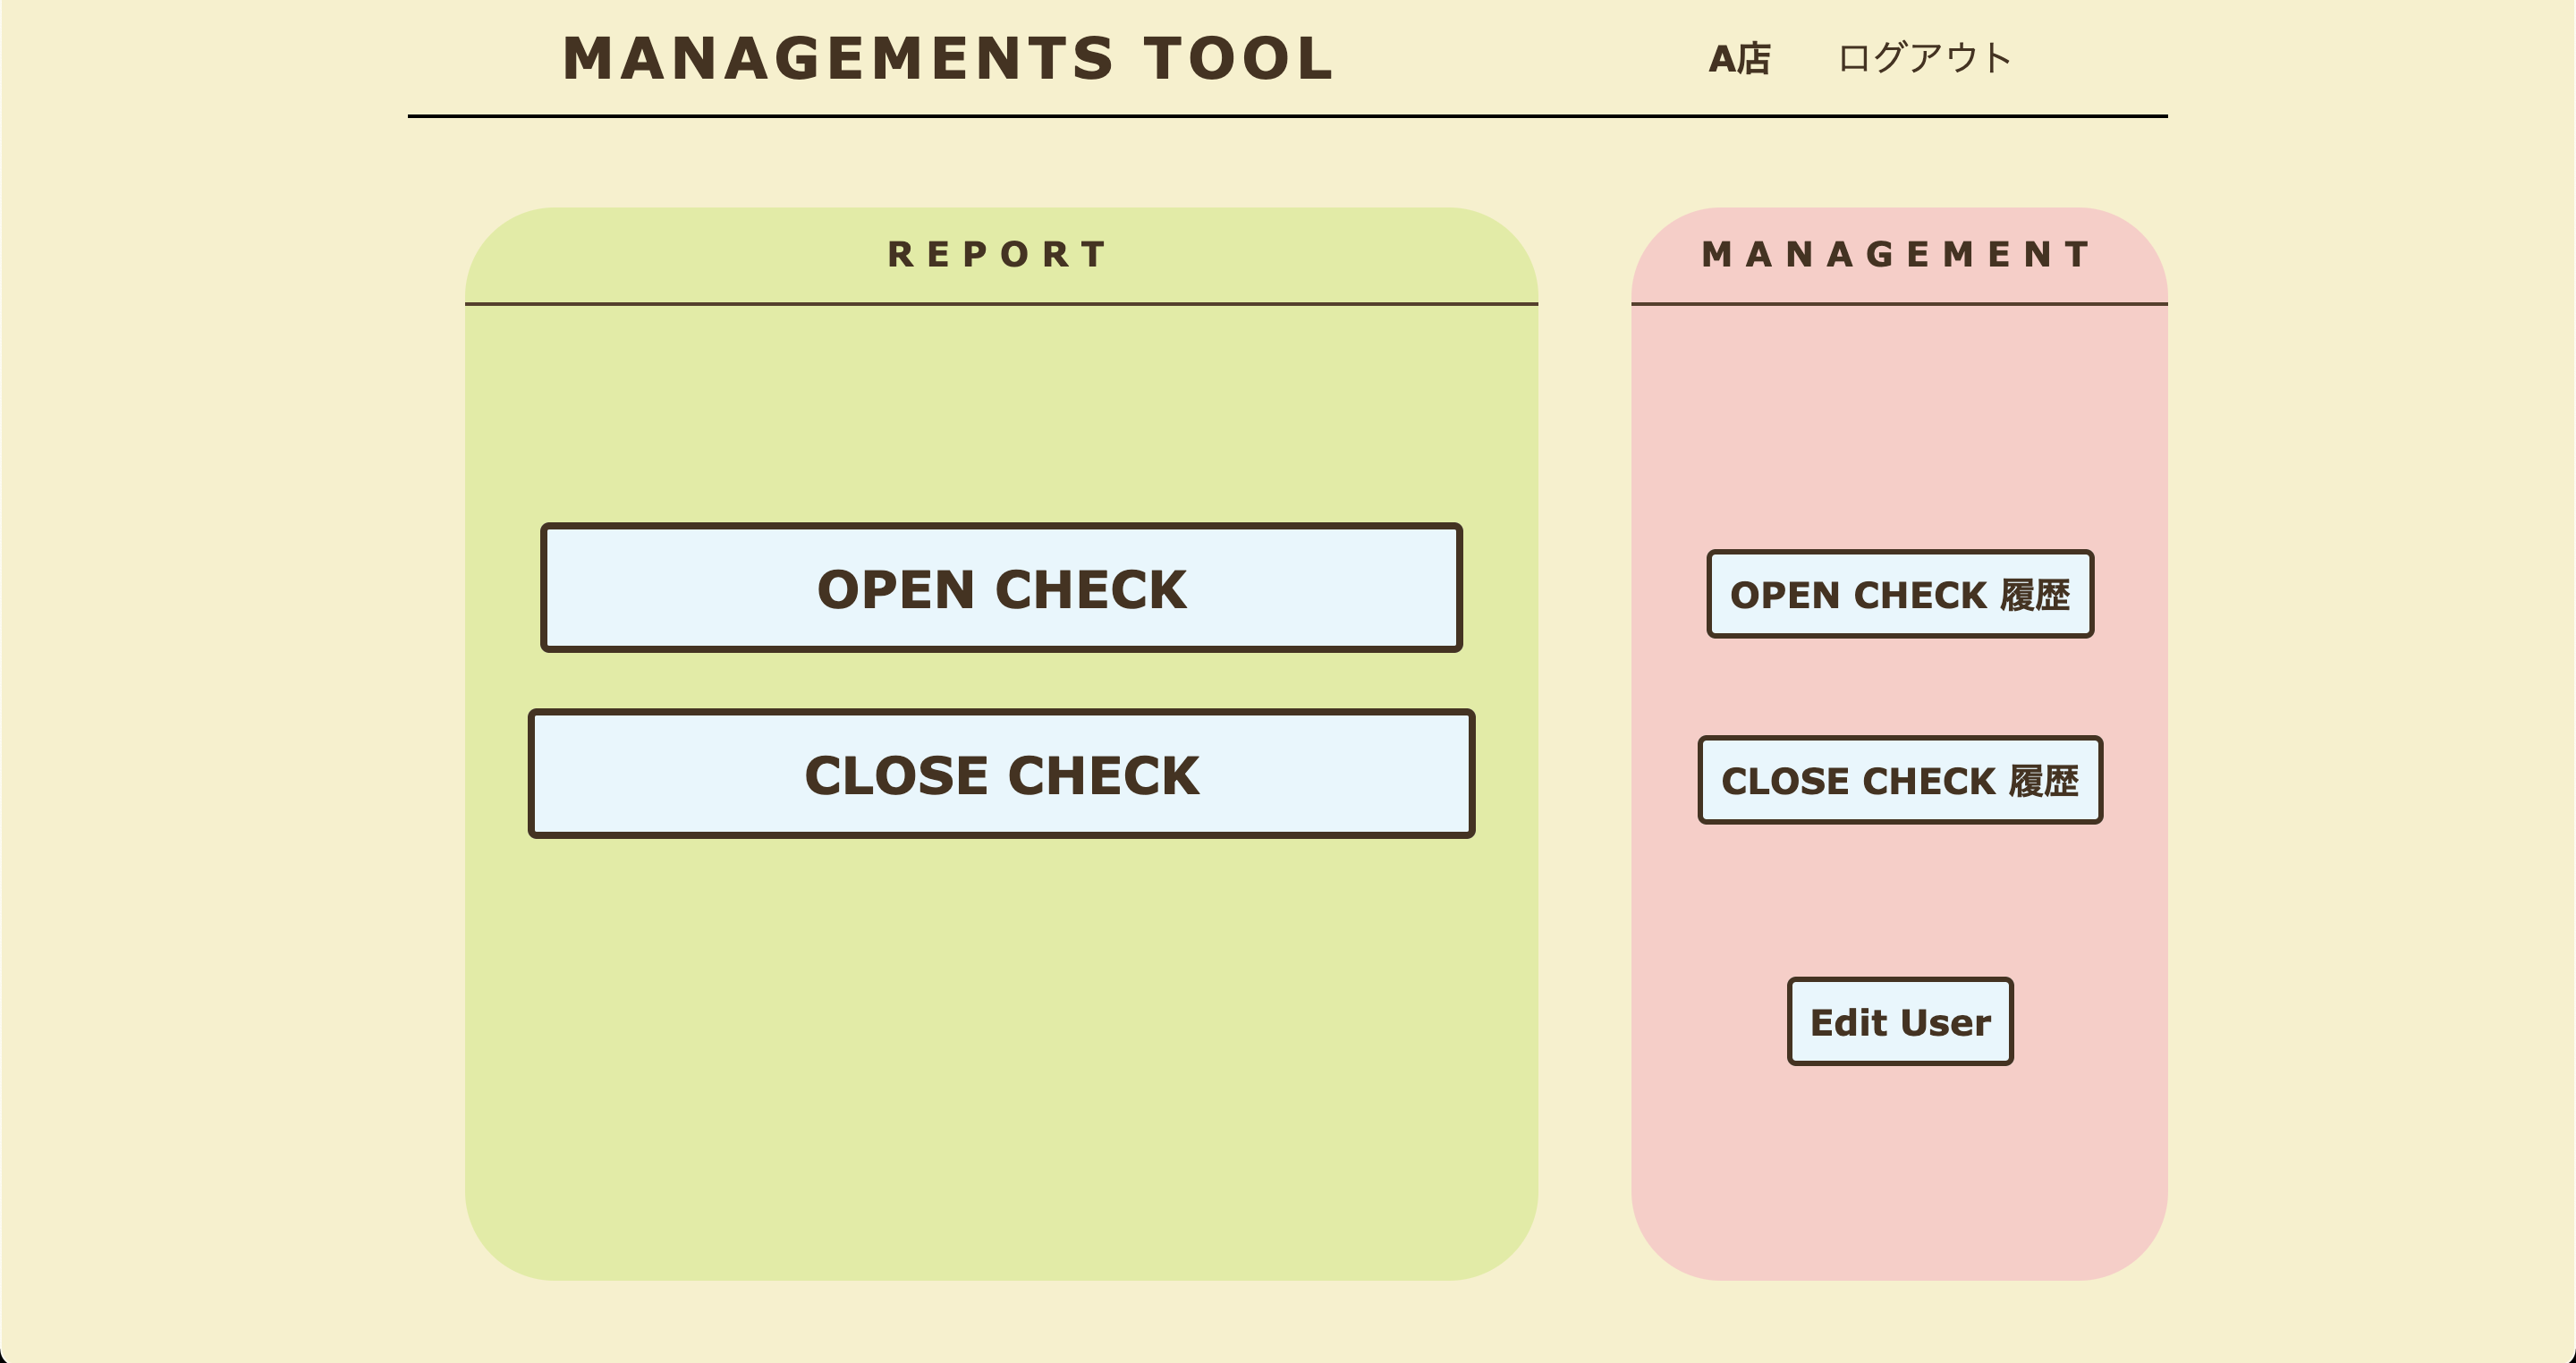 MANAGEMENTS TOOL
A店 ログアウト
REPORT
OPEN CHECK
CLOSE CHECK
MANAGEMENT
OPEN CHECK 履歴
CLOSE CHECK 履歴
Edit User